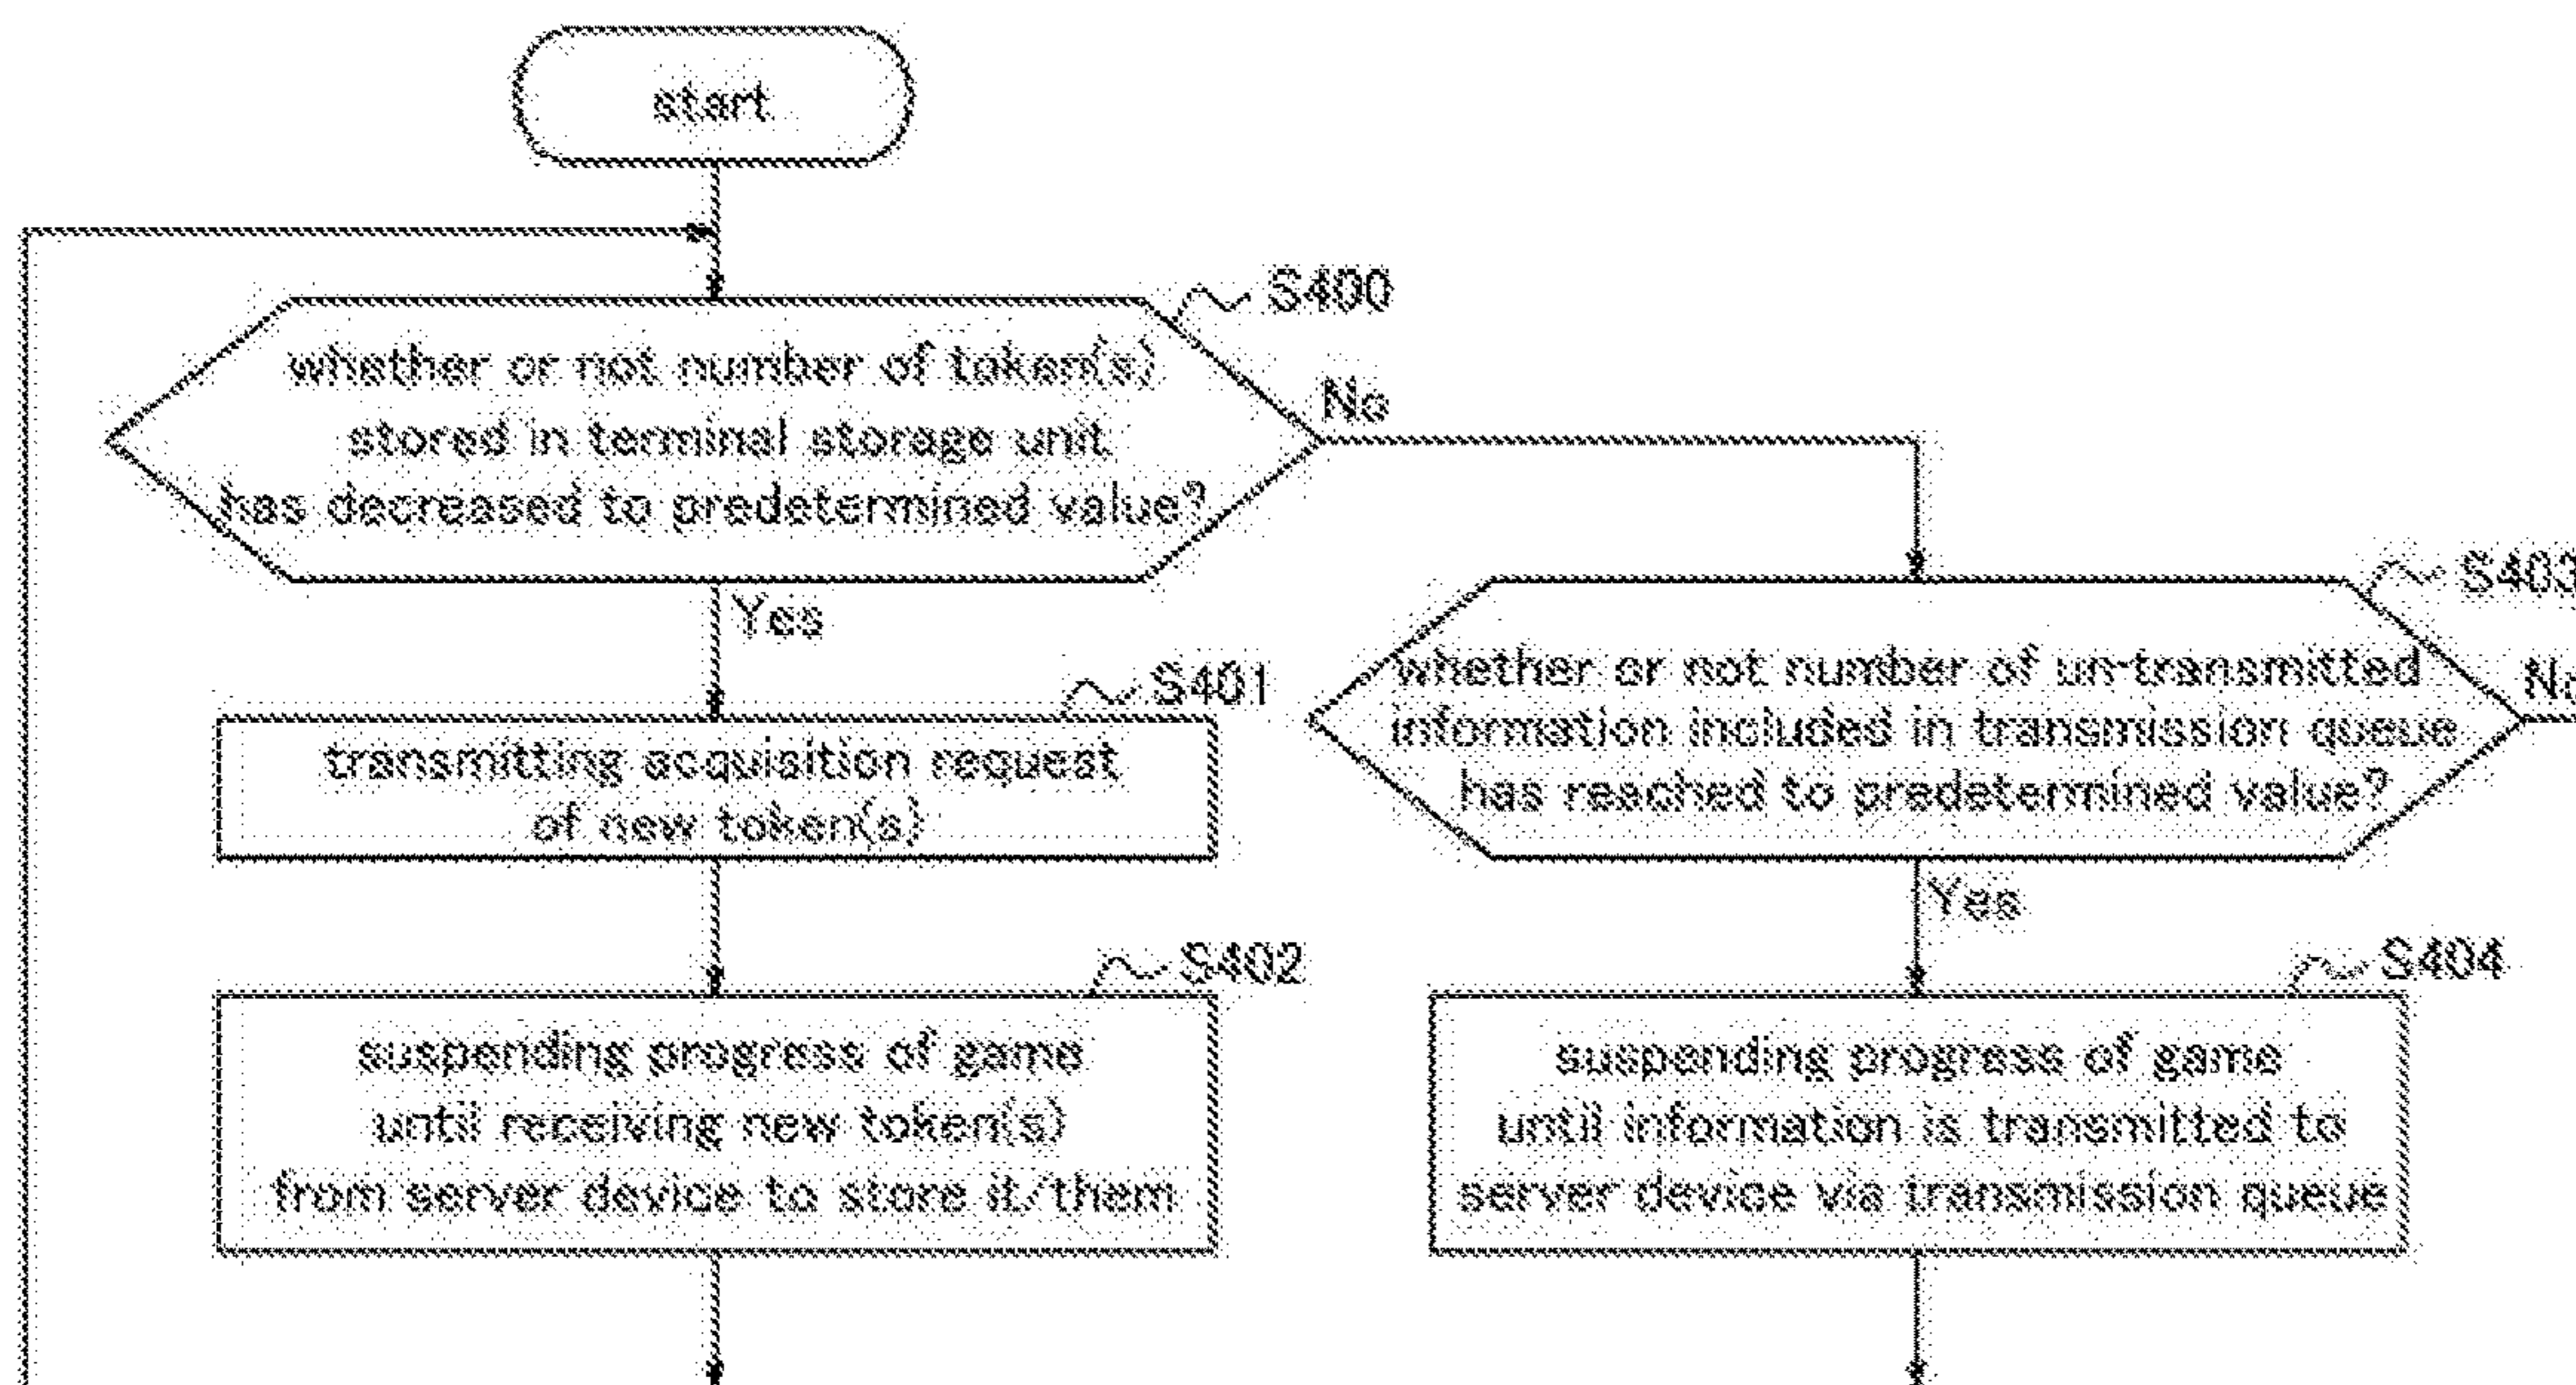 start
S400
whether or not number of token(s)
stored in terminal storage unit
has decreased to predetermined value?
No
Yes
S401
transmitting acquisition request
of new token(s)
S402
suspending progress of game
until receiving new token(s)
from server device to store it/them
S403
whether or not number of un-transmitted
information included in transmission queue
has reached to predetermined value?
No
Yes
S404
suspending progress of game
until information is transmitted to
server device via transmission queue